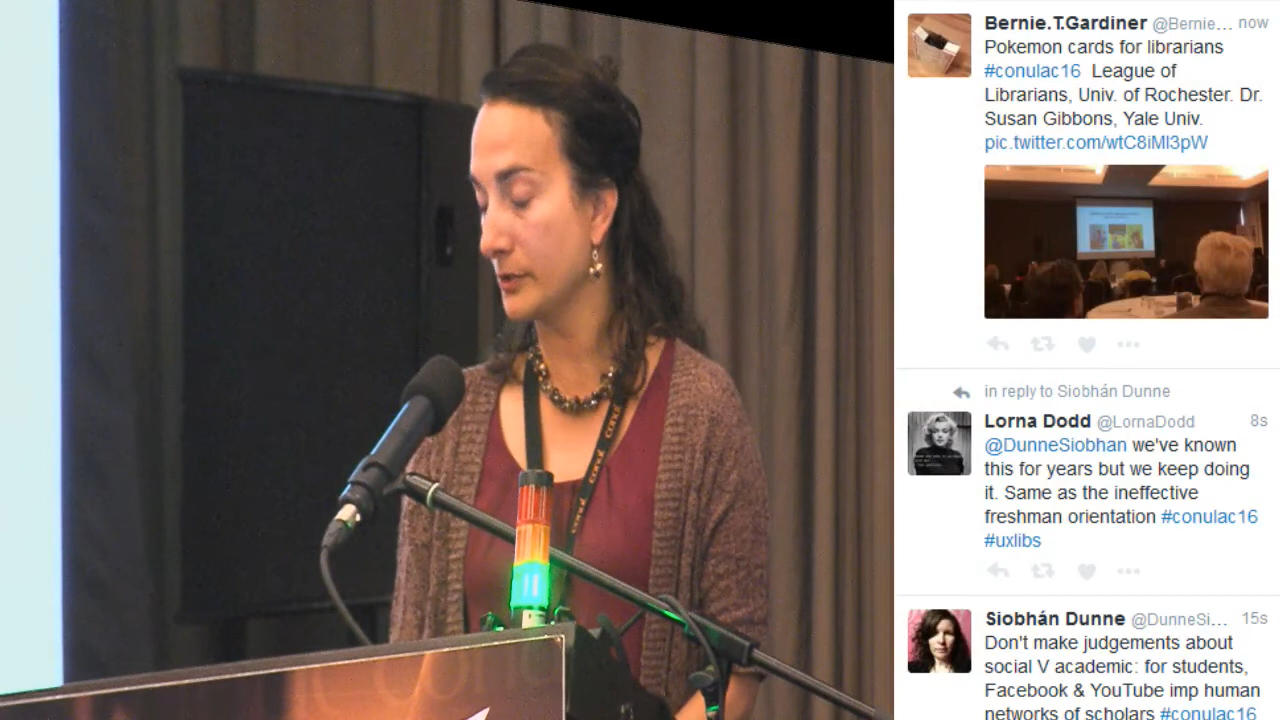 Bernie.T.Gardiner @Bernie... now
Pokemon cards for librarians
#conulac16 League of
Librarians, Univ. of Rochester. Dr.
Susan Gibbons, Yale Univ.
pic.twitter.com/wtC8iMl3pW
in reply to Siobhán Dunne
Lorna Dodd @LornaDodd 8s
@DunneSiobhan we've known
this for years but we keep doing
it. Same as the ineffective
freshman orientation #conulac16
#uxlibs
Siobhán Dunne @DunneSi... 15s
Don't make judgements about
social V academic: for students,
Facebook & YouTube imp human
networks of scholars #conulac16
conul
conul